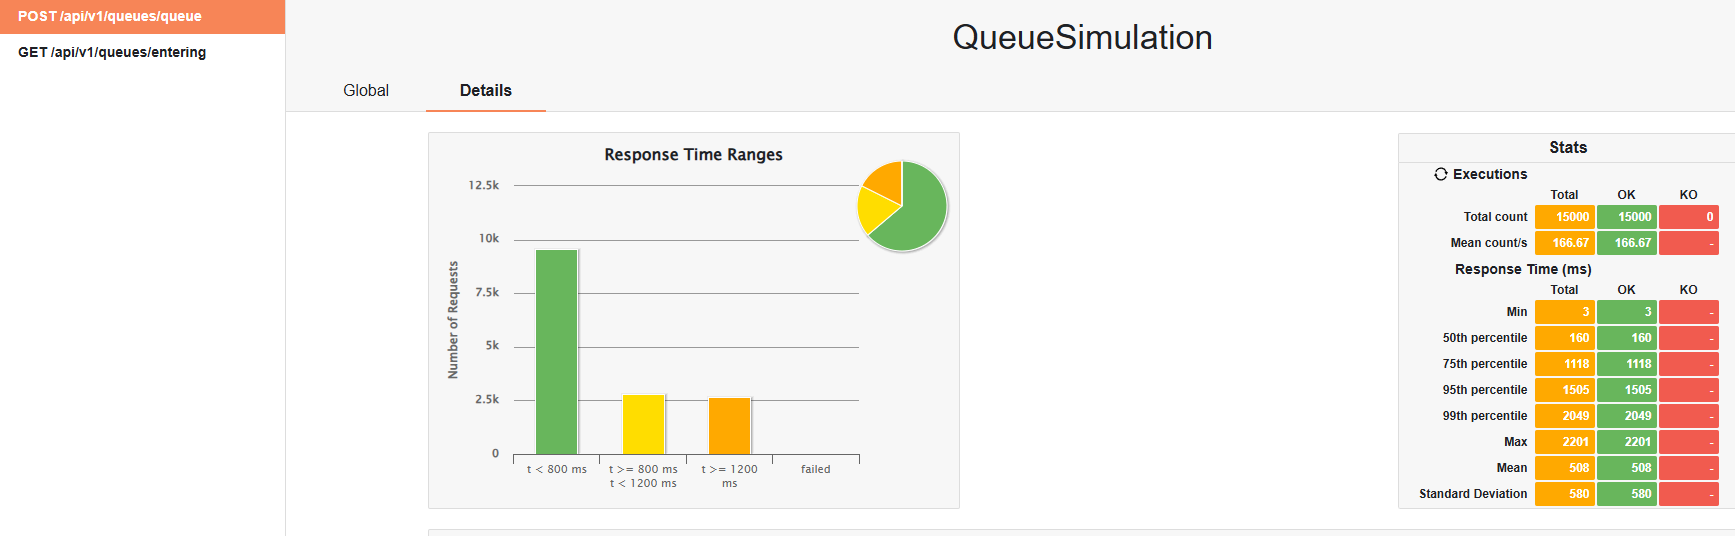 POST /api/v1/queues/queue
GET /api/v1/queues/entering
QueueSimulation
Global Details
Response Time Ranges
Number of Requests
12.5k
10k
7.5k
5k
2.5k
0
t < 800 ms
t >= 800 ms
t < 1200 ms
t >= 1200
ms
failed
Stats
Executions
Total OK KO
Total count 15000 15000 0
Mean count/s 166.67 166.67 -
Response Time (ms)
Total OK KO
Min 3 3 -
50th percentile 160 160 -
75th percentile 1118 1118 -
95th percentile 1505 1505 -
99th percentile 2049 2049 -
Max 2201 2201 -
Mean 508 508 -
Standard Deviation 580 580 -